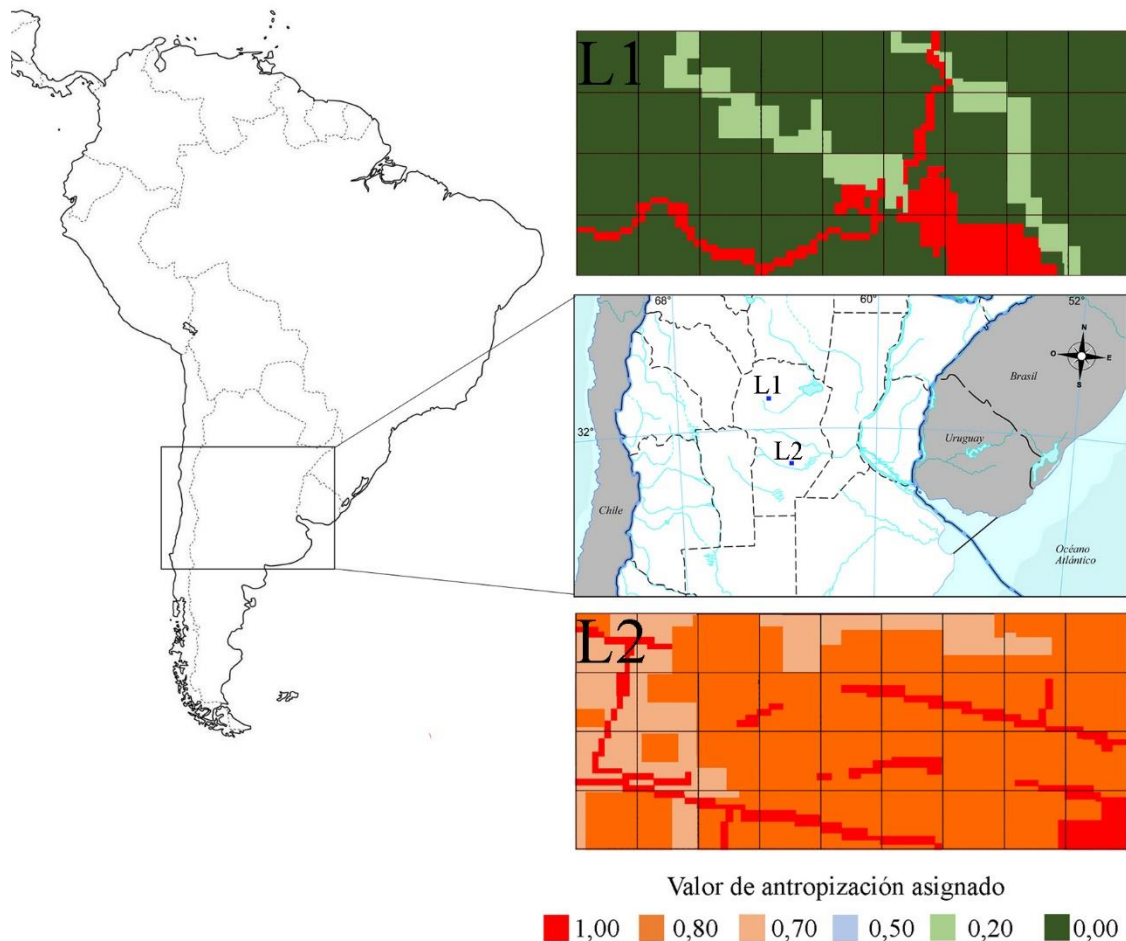 L1
68°
60°
52°
N
O
E
S
Brasil
L1
32°
Uruguay
L2
Chile
Océano
Atlántico
L2
Valor de antropización asignado
1,00 0,80 0,70 0,50 0,20 0,00